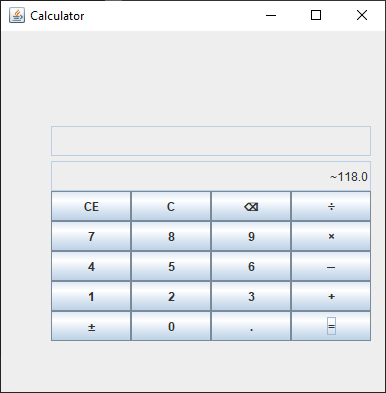 Calculator
~118.0
CE C ⌫ ÷
7 8 9 ×
4 5 6 —
1 2 3 +
± 0 . =